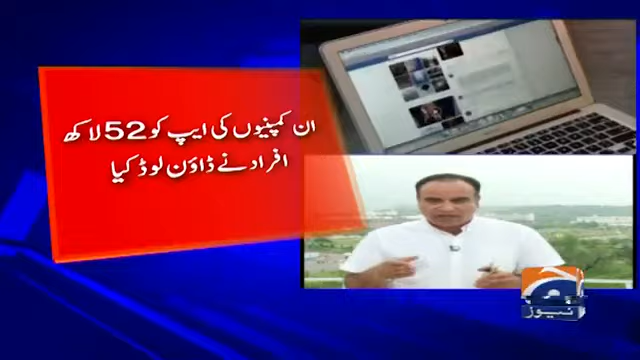 ان کمپنیوں کی ایپ کو 52 لاکھ
افراد نے ڈاؤن لوڈ کیا
نیوز